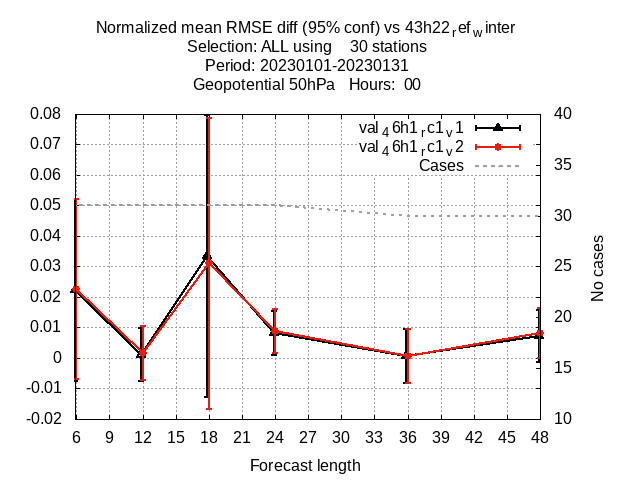 Normalized mean RMSE diff (95% conf) vs 43h22refwinter
Selection: ALL using 30 stations
Period: 20230101-20230131
Geopotential 50hPa Hours: 00
val46h1rc1v1
val46h1rc1v2
Cases
0.08
0.07
0.06
0.05
0.04
0.03
0.02
0.01
0
-0.01
-0.02
40
35
30
25
20
15
10
No cases
6 9 12 15 18 21 24 27 30 33 36 39 42 45 48
Forecast length